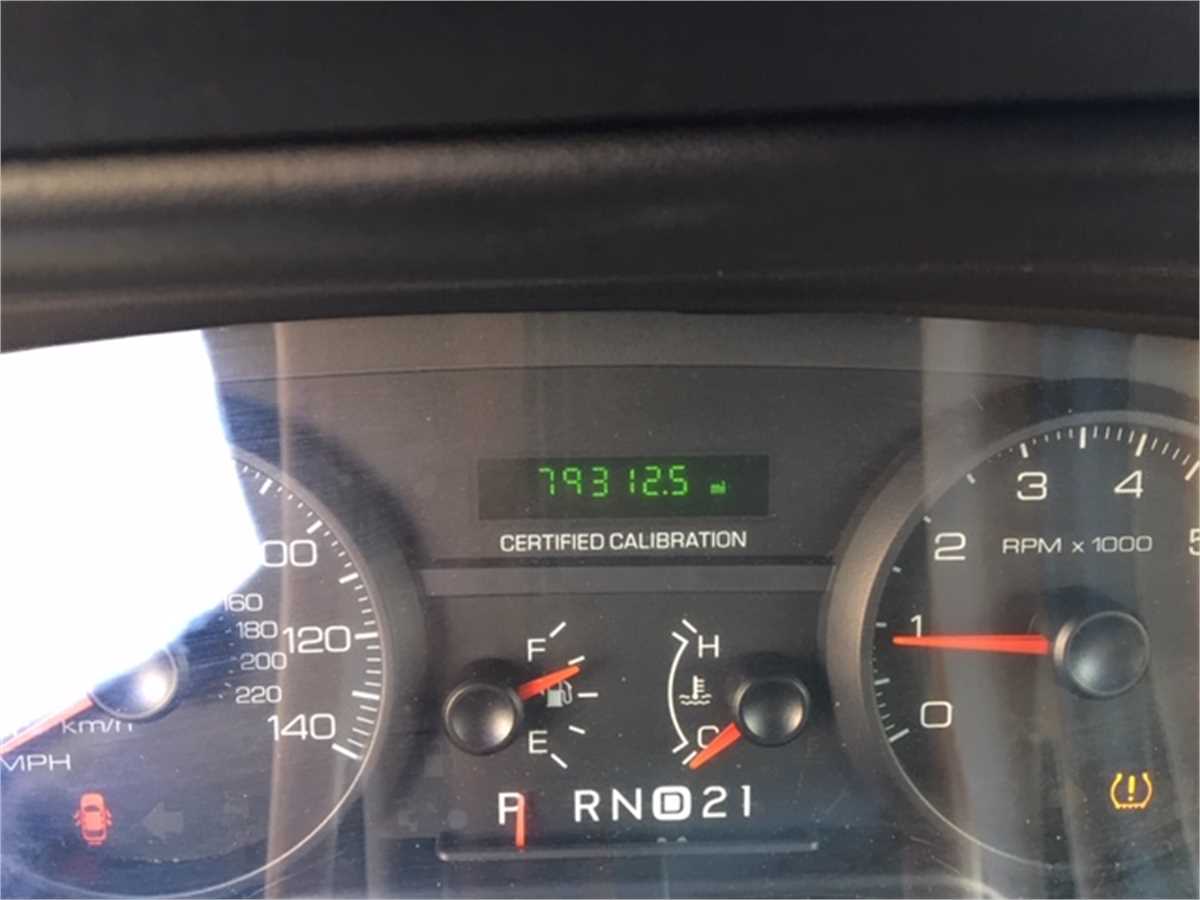 79312.5 mi
CERTIFIED CALIBRATION
160
180
200
220
120
140
km/h
MPH
F
E
H
C
P R N D 2 1
0
1
2
3
4
5
RPM x 1000